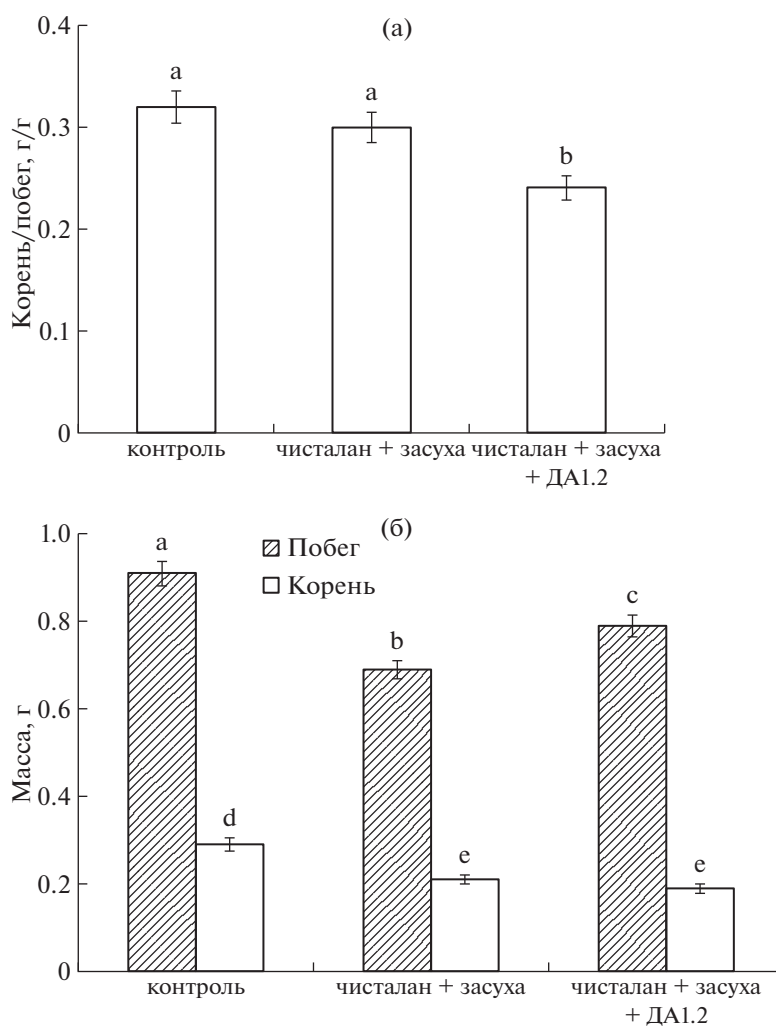 (а)
Корень/побег, г/г
0.4
0.3
0.2
0.1
0
a
a
b
контроль
чисталан + засуха
чисталан + засуха
+ ДА1.2
(б)
Побег
Корень
Масса, г
1.0
0.8
0.6
0.4
0.2
0
a
d
b
e
c
e
контроль
чисталан + засуха
чисталан + засуха
+ ДА1.2